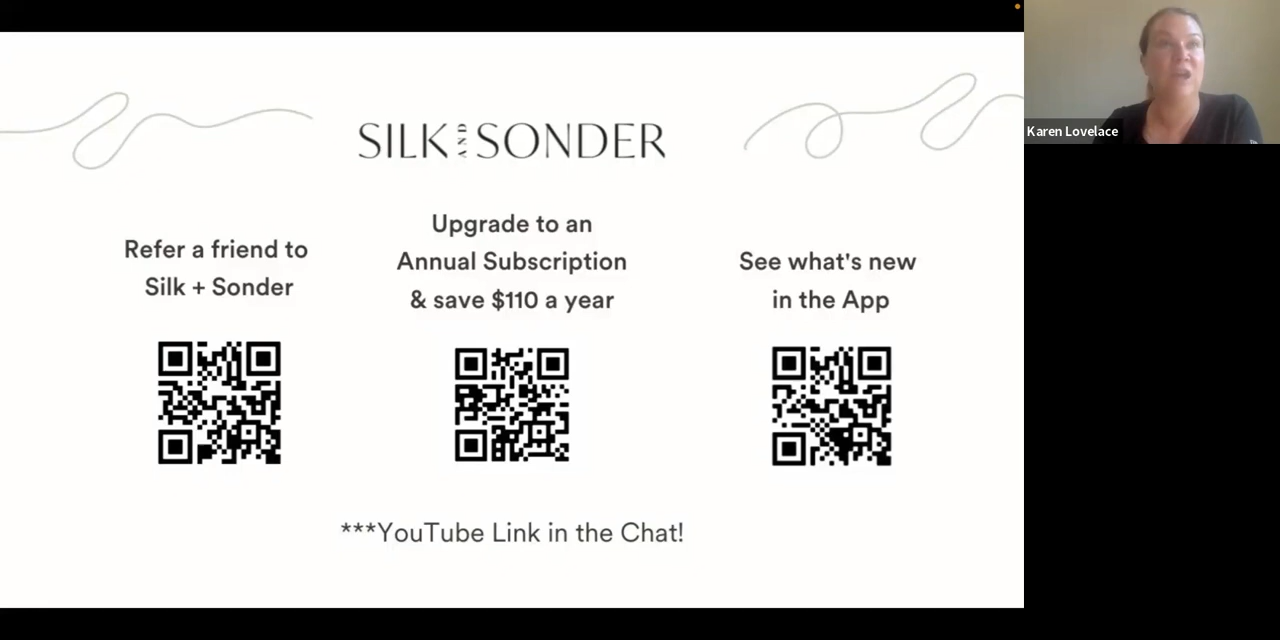 SILK AND SONDER
Refer a friend to
Silk + Sonder
Upgrade to an
Annual Subscription
& save $110 a year
See what's new
in the App
***YouTube Link in the Chat!
Karen Lovelace